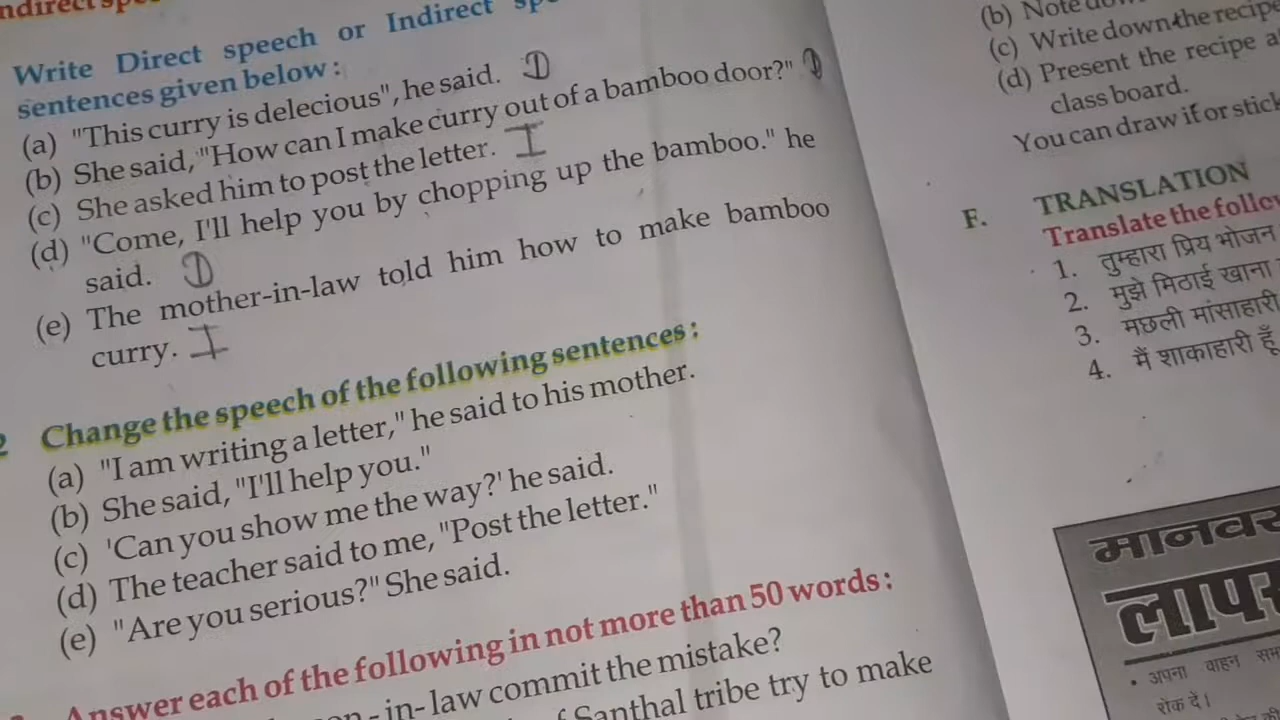 Write Direct speech or Indirect
sentences given below :
(a) "This curry is delecious", he said. D
(b) She said, "How can I make curry out of a bamboo door?" D
(c) She asked him to post the letter. I
(d) "Come, I'll help you by chopping up the bamboo." he
said. D
(e) The mother-in-law told him how to make bamboo
curry. I
2 Change the speech of the following sentences :
(a) "I am writing a letter," he said to his mother.
(b) She said, "I'll help you."
(c) 'Can you show me the way?' he said.
(d) The teacher said to me, "Post the letter."
(e) "Are you serious?" She said.
Answer each of the following in not more than 50 words :
- in- law commit the mistake?
Santhal tribe try to make
(b) Note
(c) Write down the recipe
(d) Present the recipe
class board.
You can draw it or stick
F. TRANSLATION
Translate the
1. तुम्हारा प्रिय भोजन
2. मुझे मिठाई खाना
3. मछली मांसाहारी
4. मैं शाकाहारी हूँ
• अपना वाहन
रोक दें।